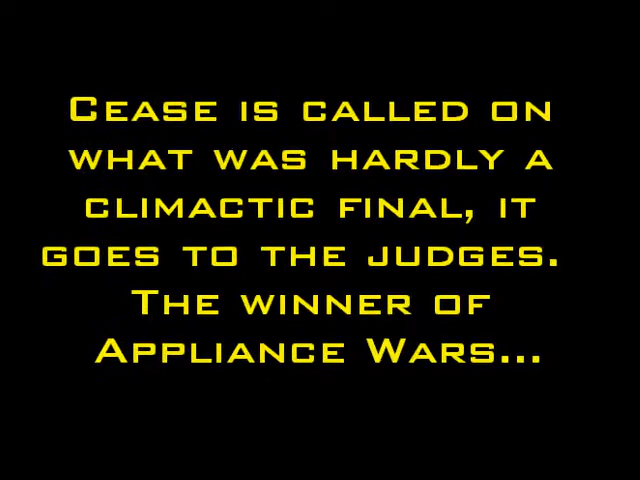 Cease is called on
what was hardly a
climactic final, it
goes to the judges.
The winner of
Appliance Wars...